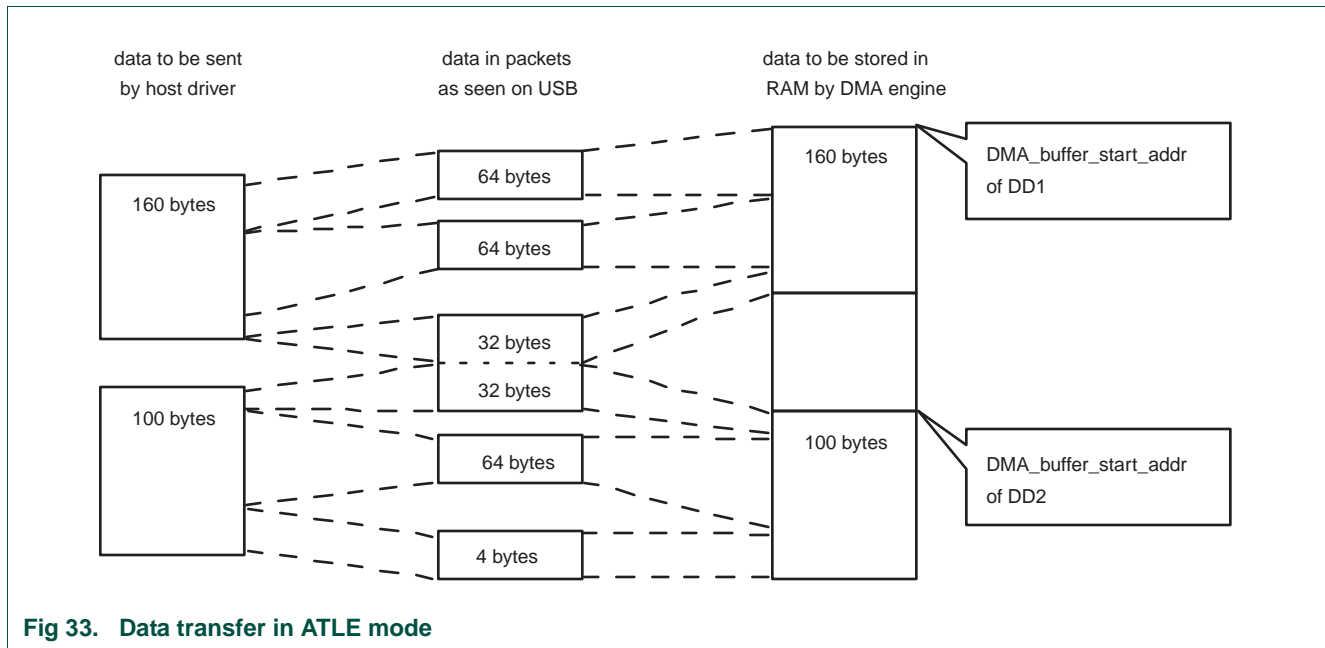 data to be sent
by host driver
data in packets
as seen on USB
data to be stored in
RAM by DMA engine
160 bytes
100 bytes
64 bytes
64 bytes
32 bytes
32 bytes
64 bytes
4 bytes
160 bytes
100 bytes
DMA_buffer_start_addr
of DD1
DMA_buffer_start_addr
of DD2
Fig 33. Data transfer in ATLE mode